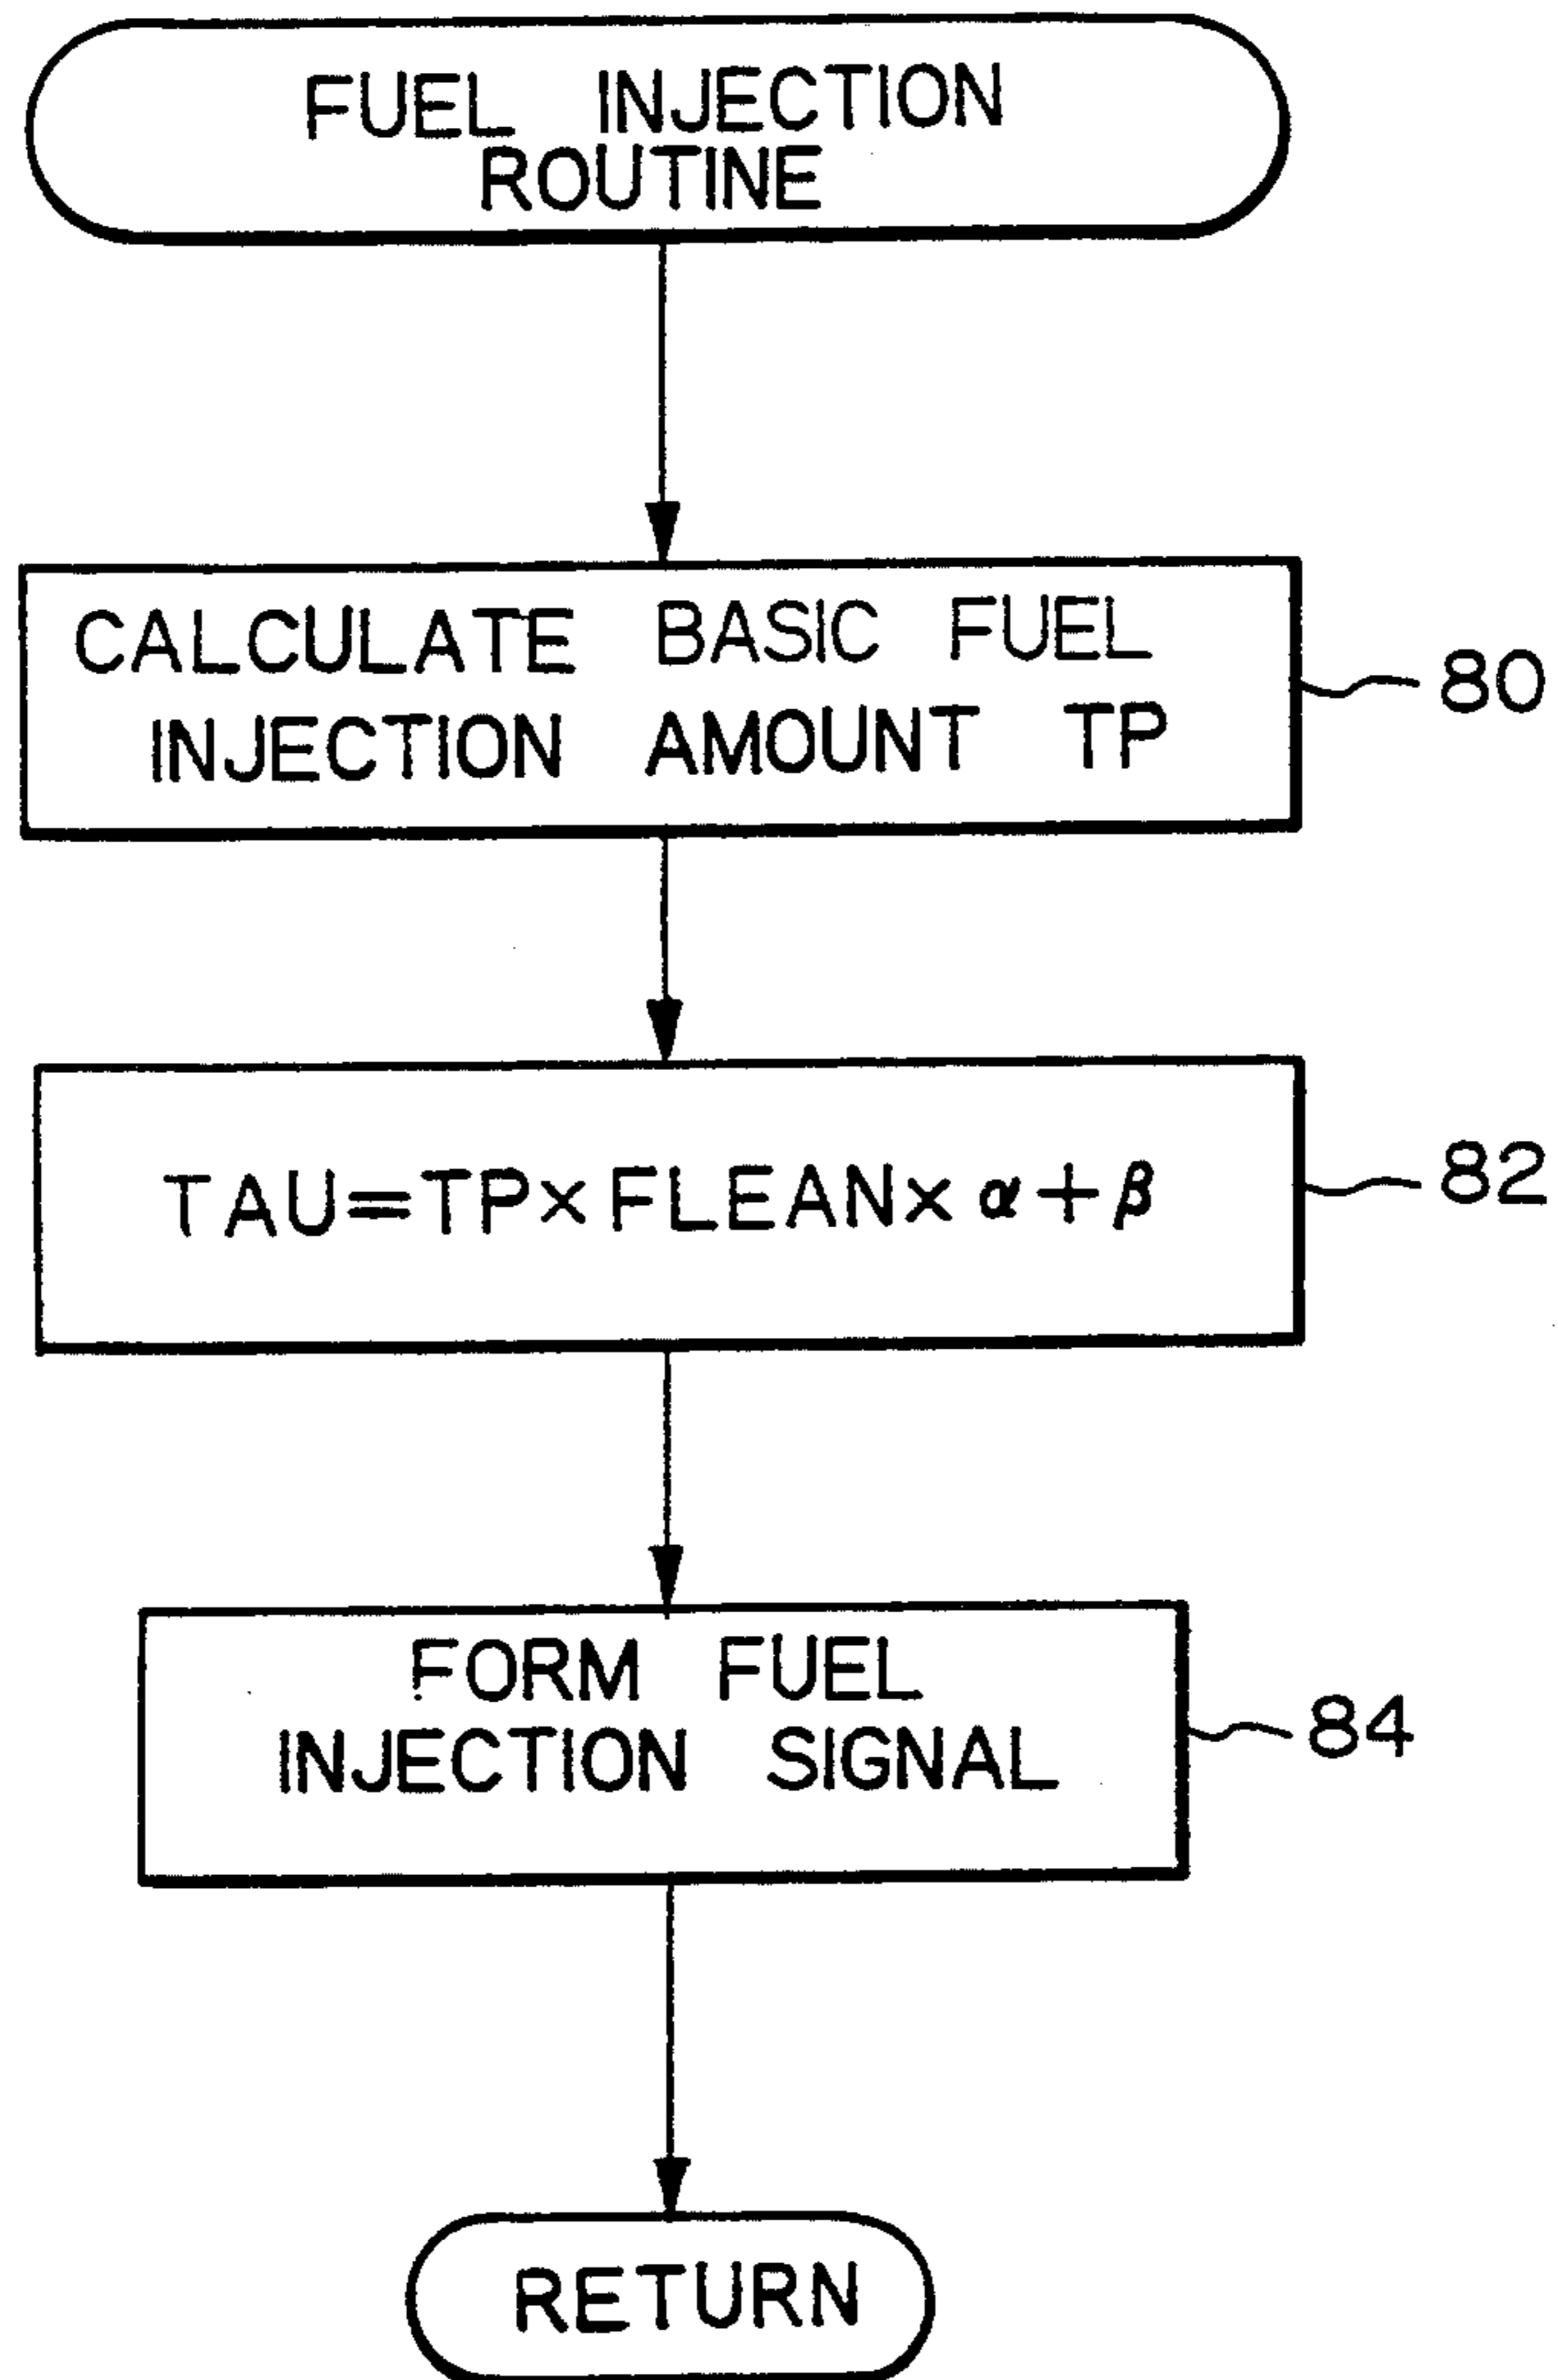 FUEL INJECTION
ROUTINE
CALCULATE BASIC FUEL
INJECTION AMOUNT TP
80
TAU=TP×FLEAN×α+β
82
FORM FUEL
INJECTION SIGNAL
84
RETURN